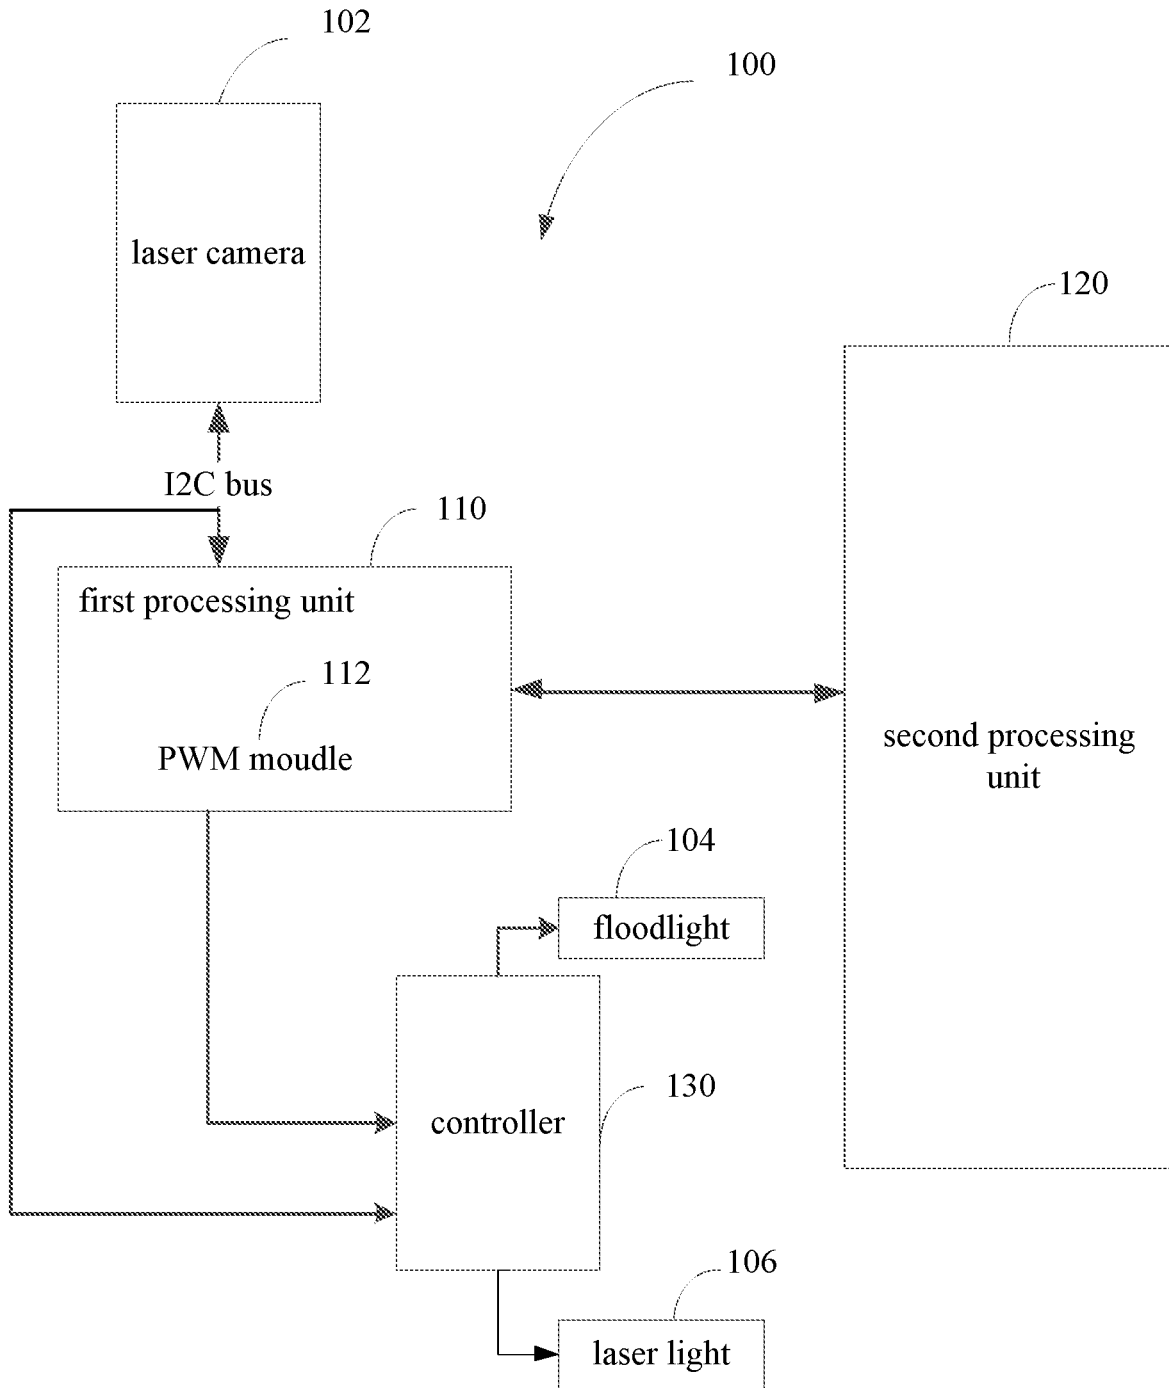 102
100
laser camera
120
I2C bus
110
first processing unit
112
PWM moudle
second processing
unit
104
floodlight
130
controller
106
laser light